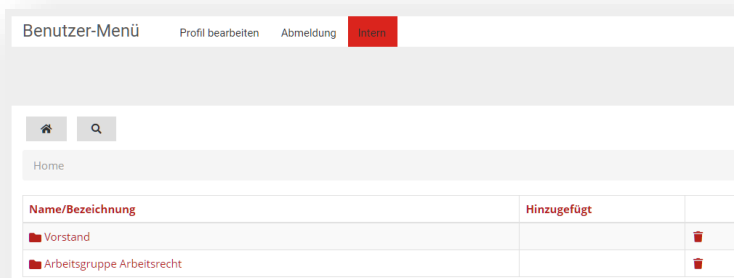 Benutzer-Menü Profil bearbeiten Abmeldung Intern
Home
Name/Bezeichnung Hinzugefügt
Vorstand
Arbeitsgruppe Arbeitsrecht